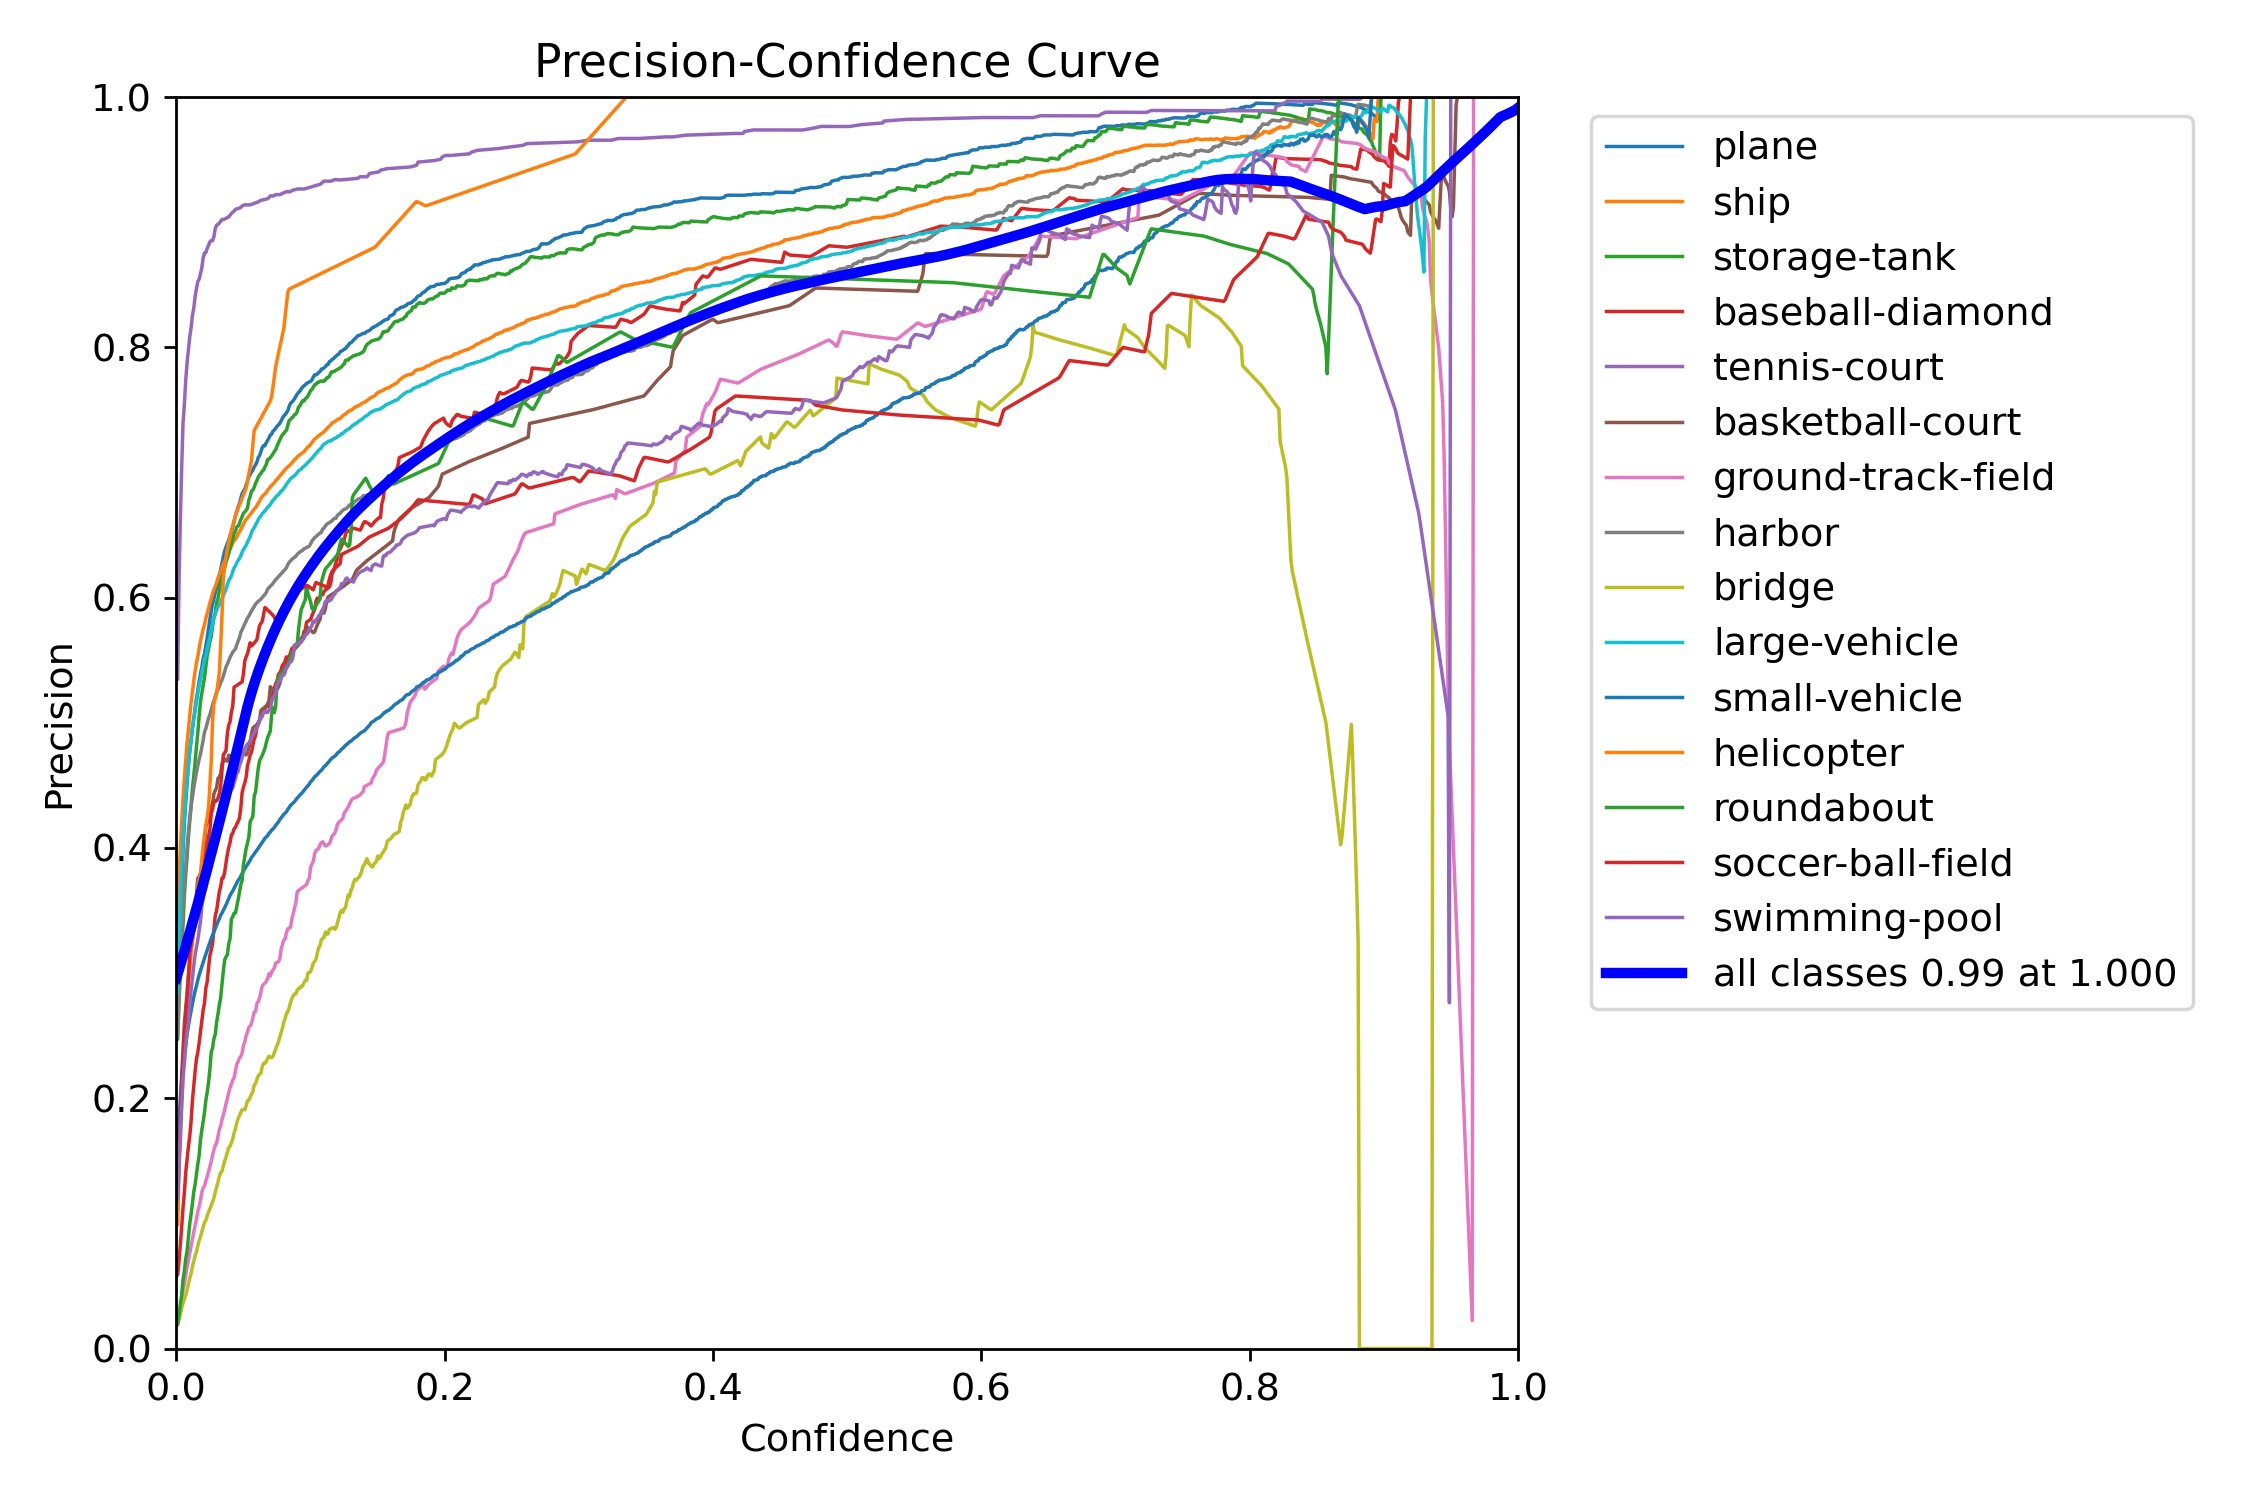 Precision-Confidence Curve
1.0
0.8
0.6
0.4
0.2
0.0
Precision
0.0 0.2 0.4 0.6 0.8 1.0
Confidence
plane
ship
storage-tank
baseball-diamond
tennis-court
basketball-court
ground-track-field
harbor
bridge
large-vehicle
small-vehicle
helicopter
roundabout
soccer-ball-field
swimming-pool
all classes 0.99 at 1.000